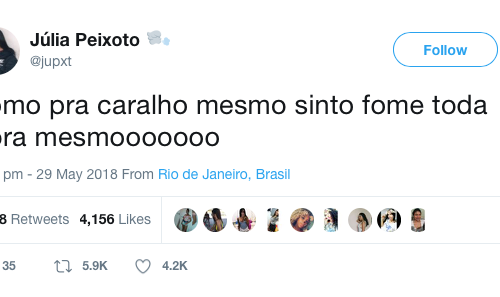 Júlia Peixoto
@jupxt
Follow
omo pra caralho mesmo sinto fome toda
ora mesmooooooo
pm - 29 May 2018 From Rio de Janeiro, Brasil
8 Retweets 4,156 Likes
35 5.9K 4.2K